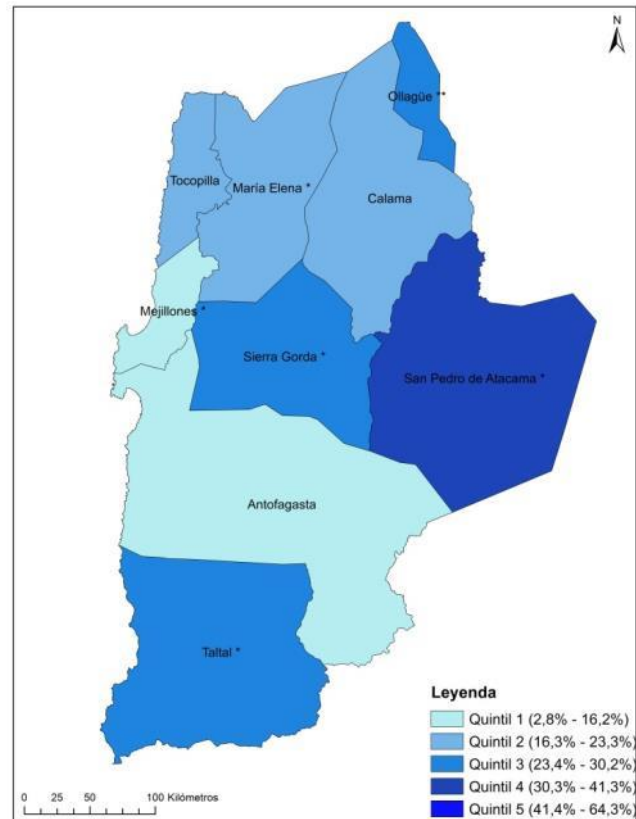 N
Ollagüe **
Tocopilla
María Elena *
Calama
Mejillones *
Sierra Gorda *
San Pedro de Atacama *
Antofagasta
Taltal *
Leyenda
Quintil 1 (2,8% - 16,2%)
Quintil 2 (16,3% - 23,3%)
Quintil 3 (23,4% - 30,2%)
Quintil 4 (30,3% - 41,3%)
Quintil 5 (41,4% - 64,3%)
0 25 50 100 Kilómetros